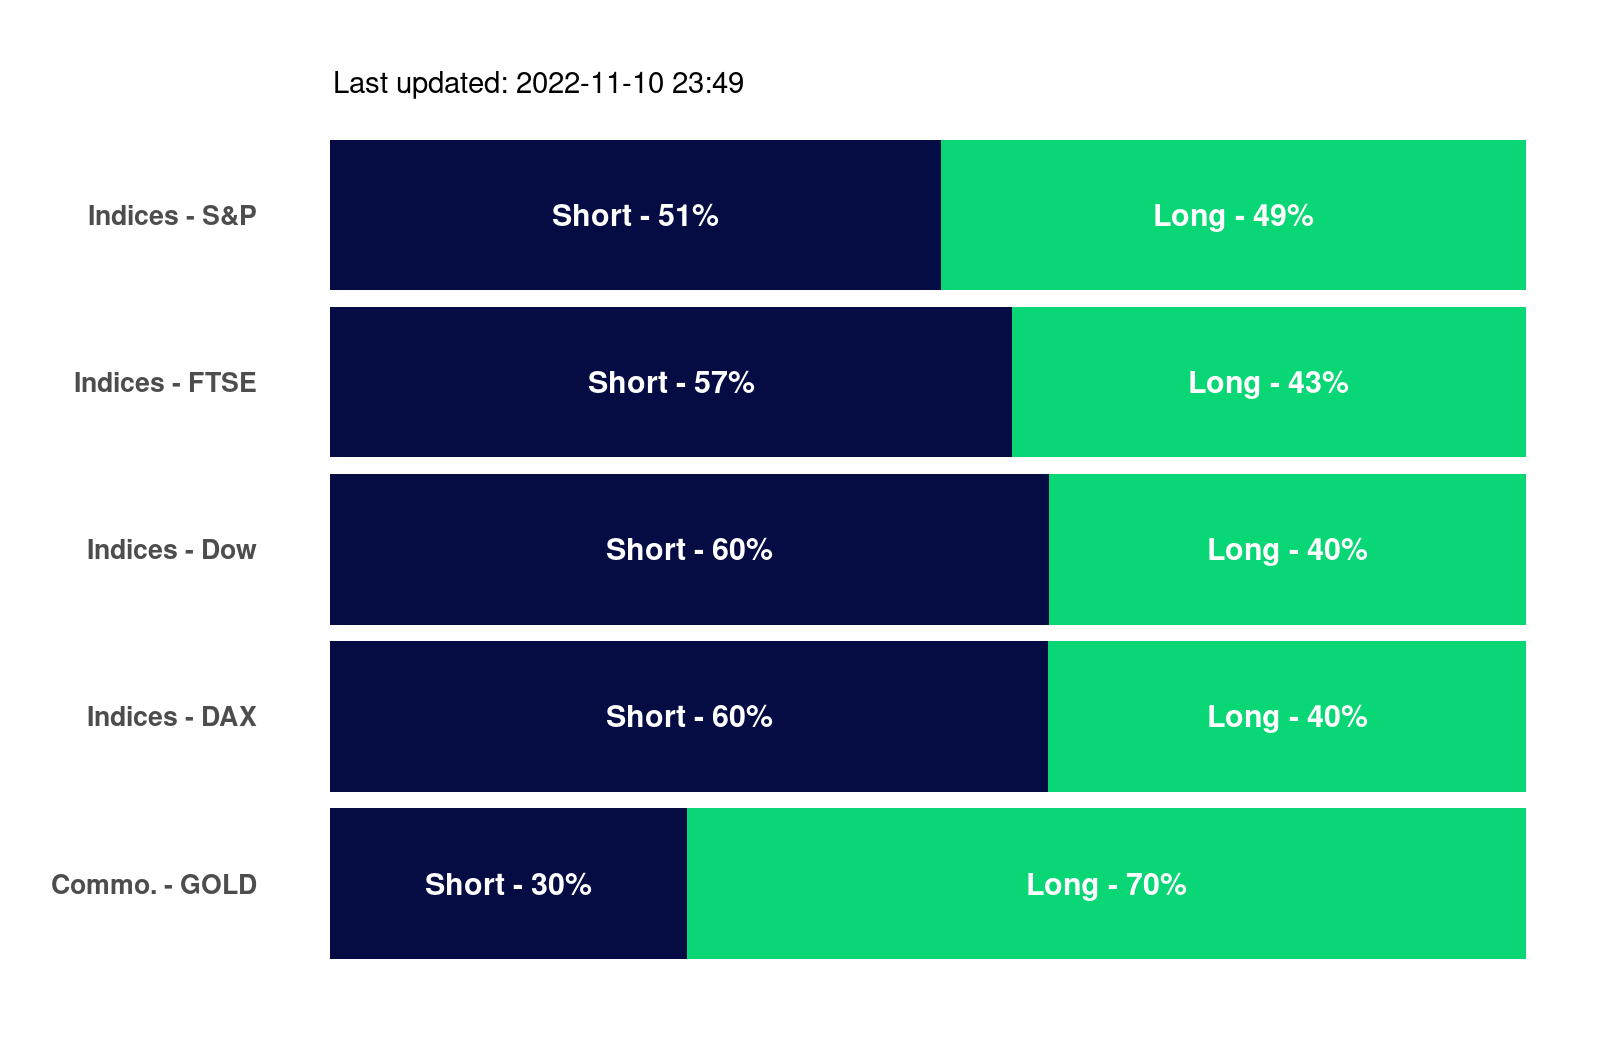 Last updated: 2022-11-10 23:49
Indices - S&P Short - 51% Long - 49%
Indices - FTSE Short - 57% Long - 43%
Indices - Dow Short - 60% Long - 40%
Indices - DAX Short - 60% Long - 40%
Commo. - GOLD Short - 30% Long - 70%